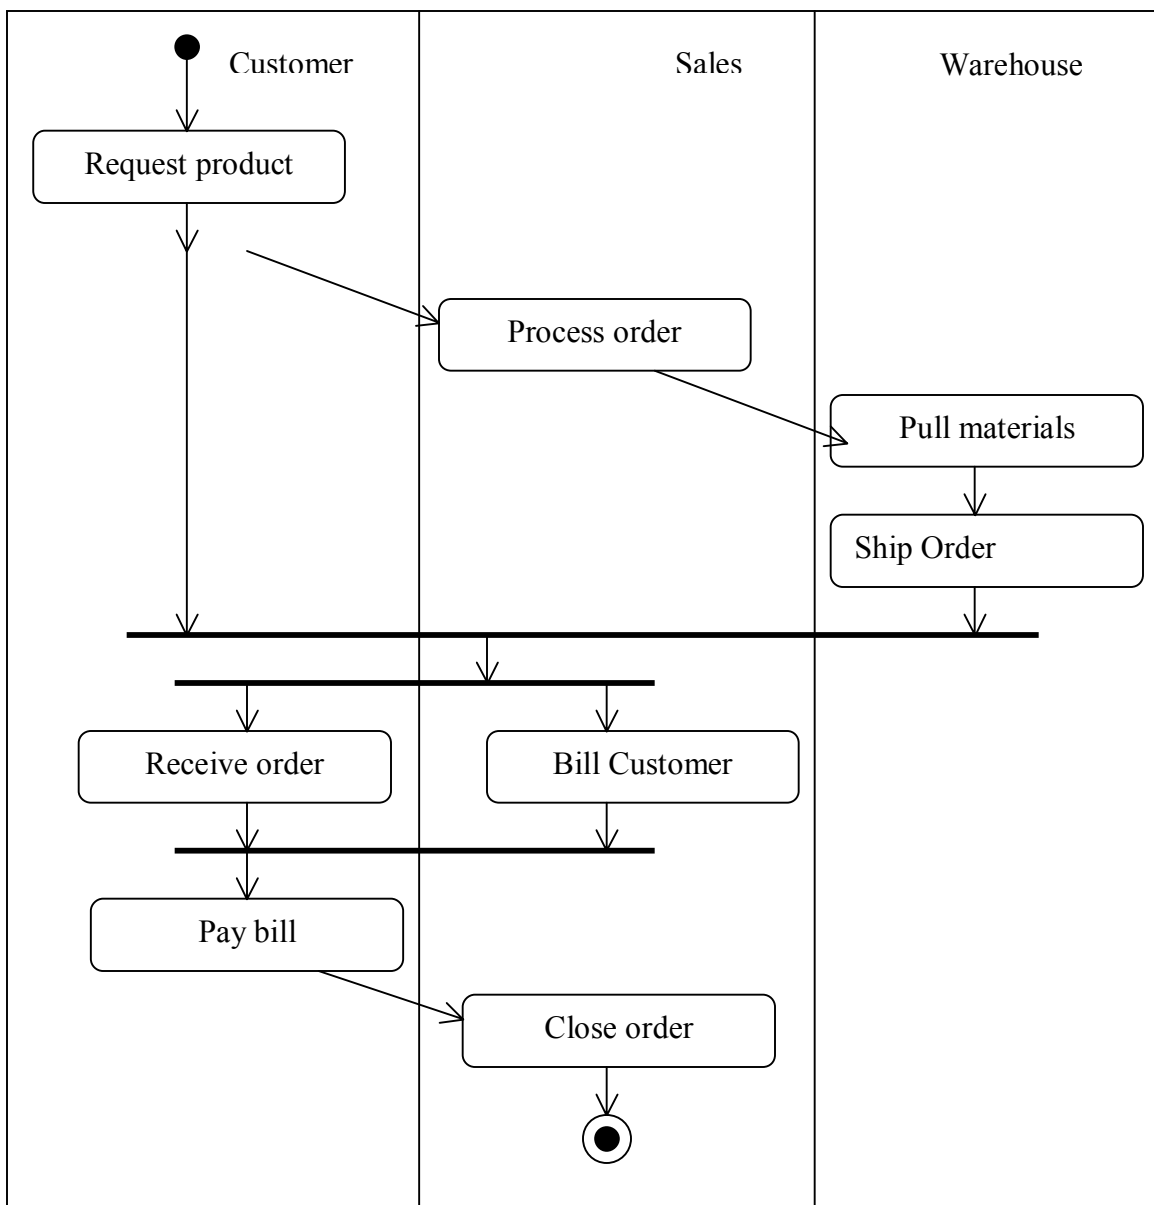 Customer
Sales
Warehouse
Request product
Process order
Pull materials
Ship Order
Receive order
Bill Customer
Pay bill
Close order